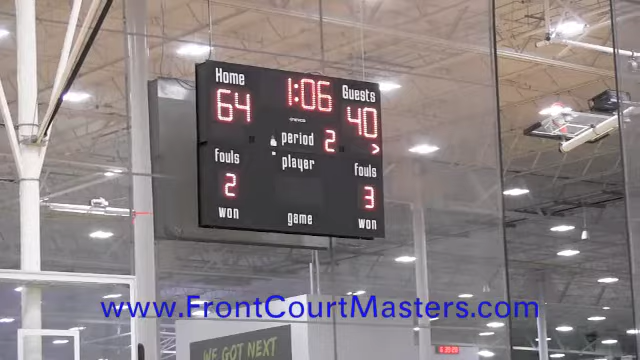 Home 1:06 Guests
64 40
period 2 >
fouls player fouls
2 3
won game won
www.FrontCourtMasters.com
WE GOT NEXT